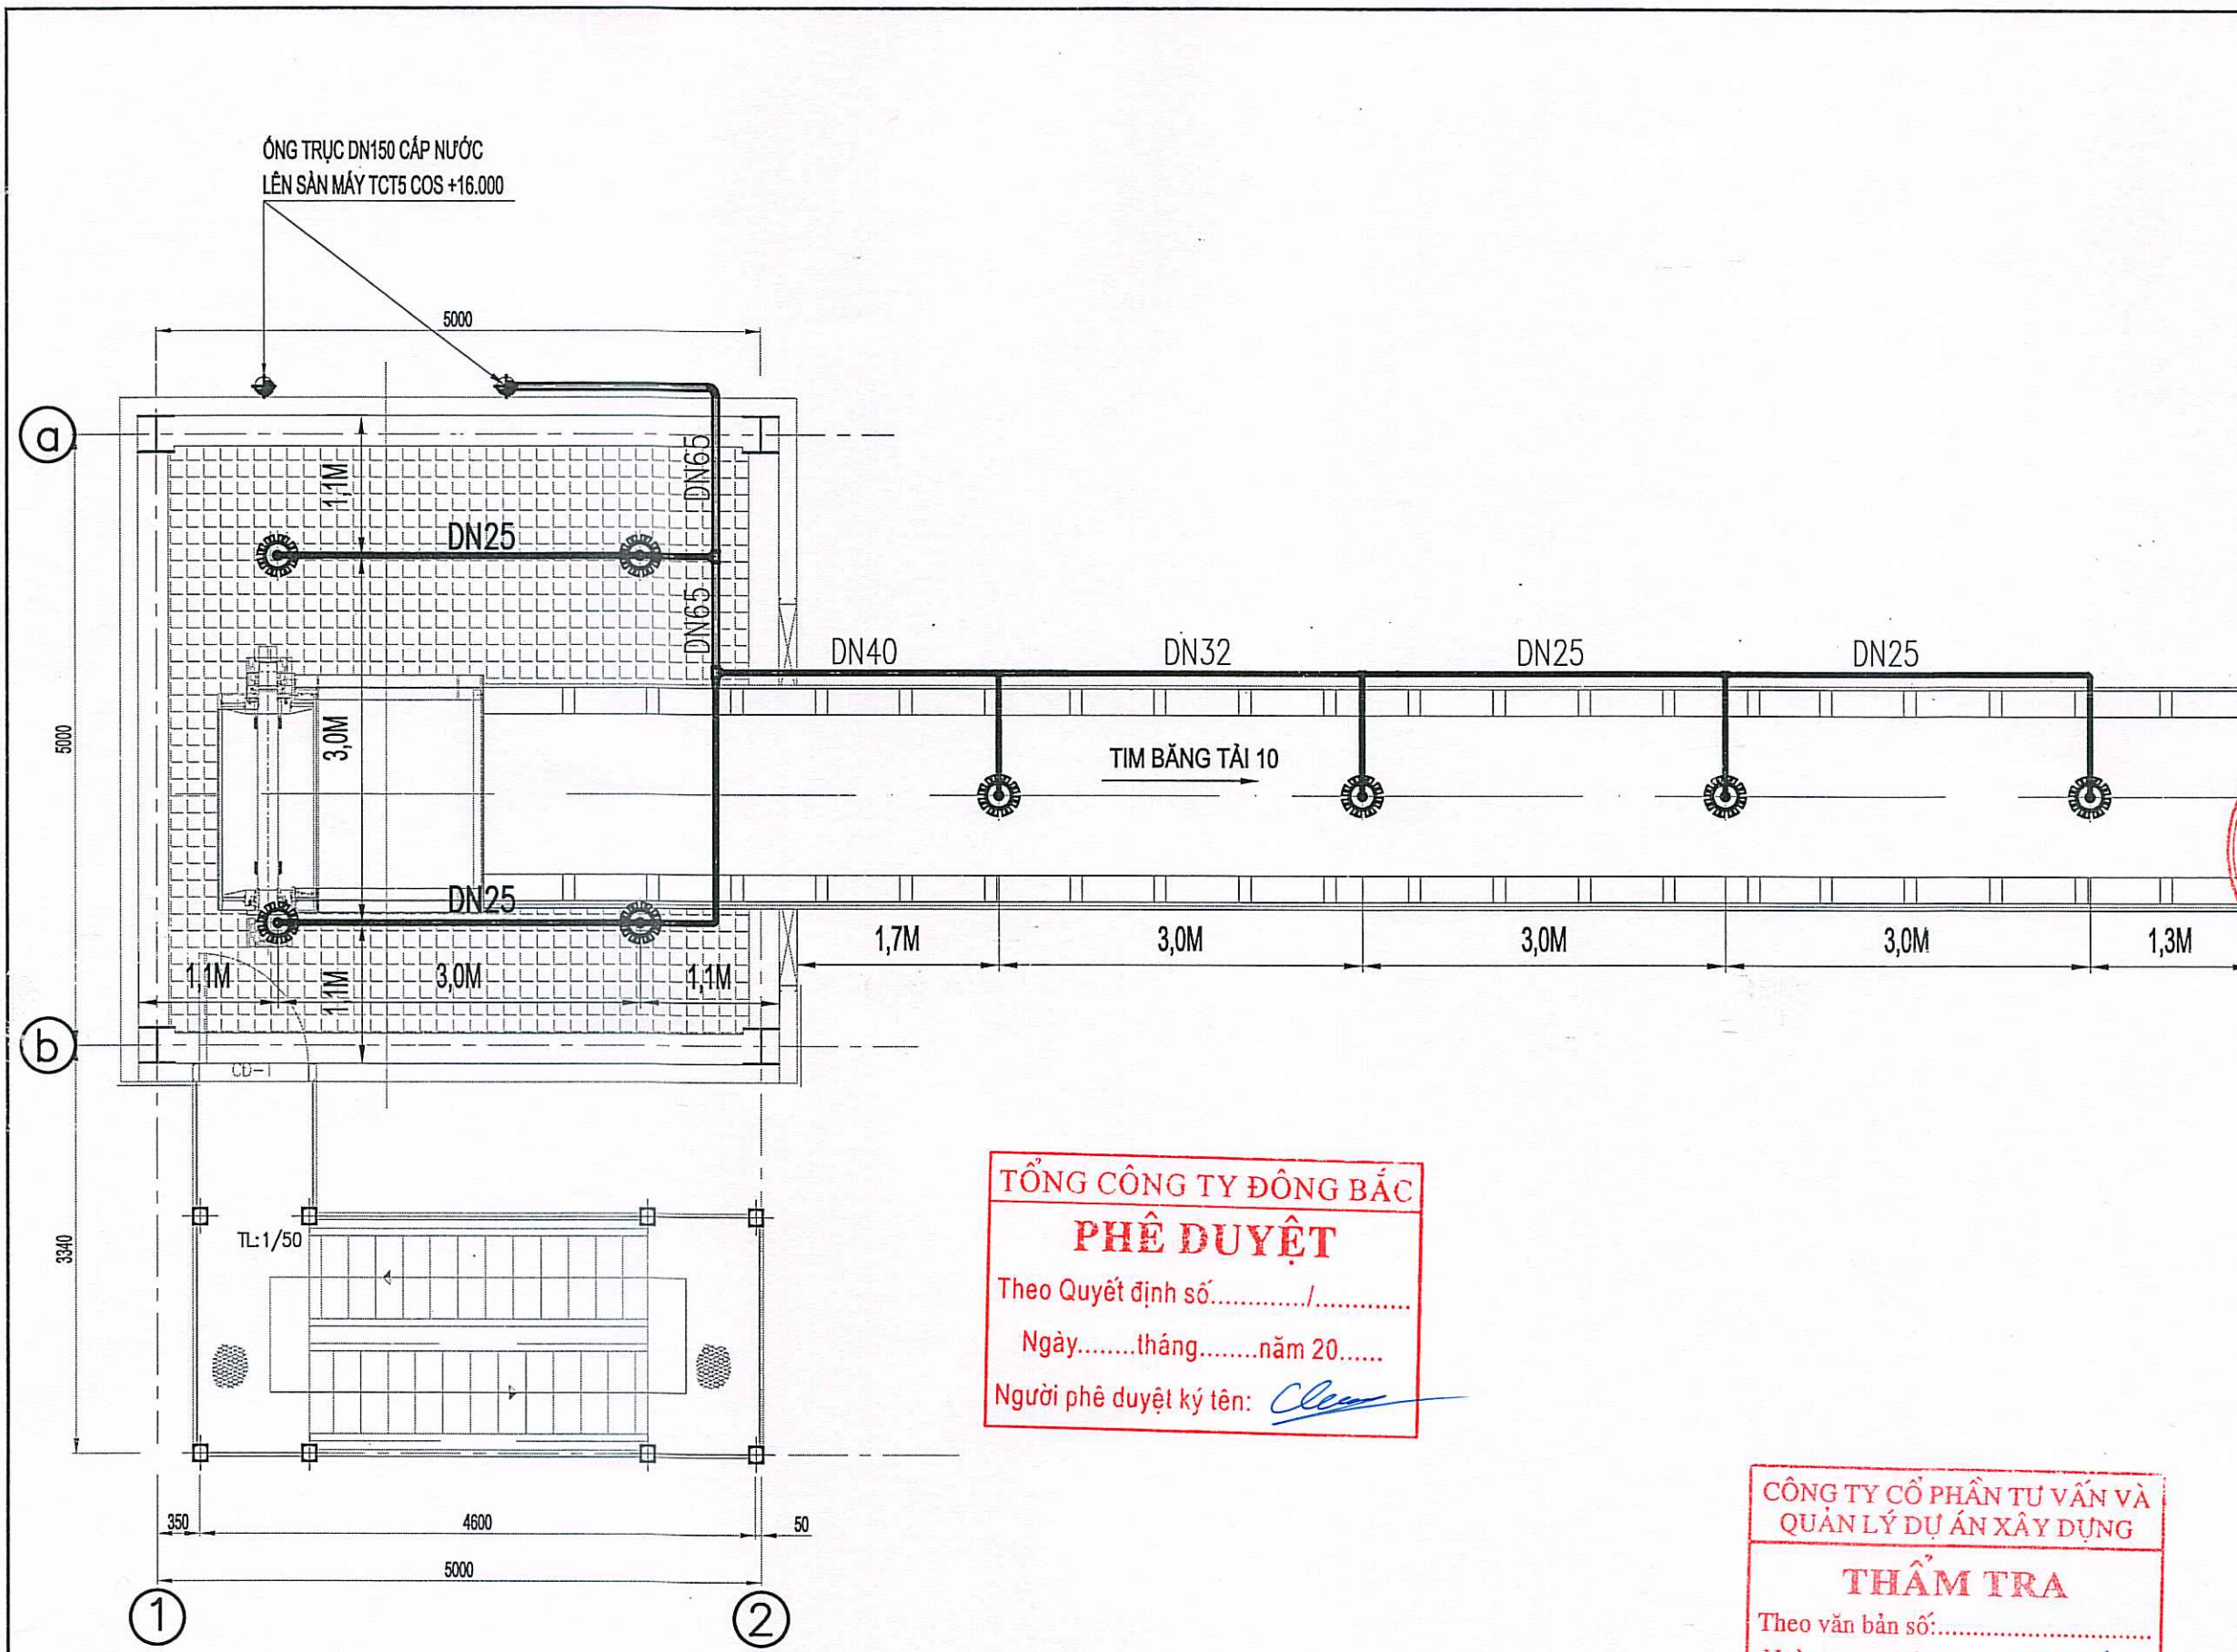 ỐNG TRỤC DN150 CẤP NƯỚC
LÊN SÀN MÁY TCT5 COS +16.000
5000
a
1,1M
DN65
DN25
DN65
DN40
DN32
DN25
DN25
5000
3,0M
TIM BĂNG TẢI 10
DN25
1,7M
3,0M
3,0M
3,0M
1,3M
1,1M
3,0M
1,1M
1,1M
b
CD-1
TL:1/50
3340
350
4600
50
5000
1
2
TỔNG CÔNG TY ĐÔNG BẮC
PHÊ DUYỆT
Theo Quyết định số............./.............
Ngày........tháng........năm 20......
Người phê duyệt ký tên:
CÔNG TY CỔ PHẦN TƯ VẤN VÀ
QUẢN LÝ DỰ ÁN XÂY DỰNG
THẨM TRA
Theo văn bản số:..............................